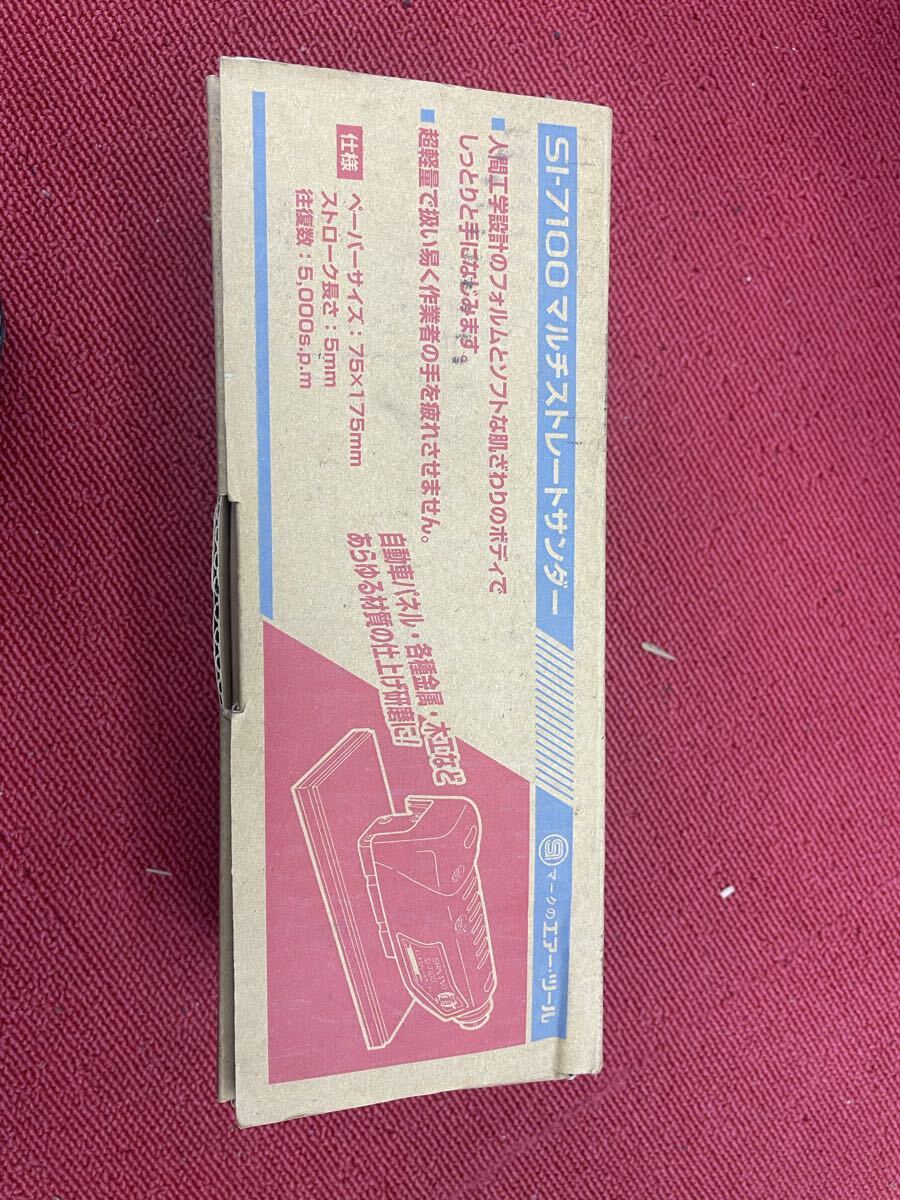 SI-7100 マルチストレートサンダー
SI マークのエアー・ツール
■ 人間工学設計のフォルムとソフトな肌ざわりのボディで
しっとりと手になじみます。
■ 超軽量で扱い易く作業者の手を疲れさせません。
仕様 ペーパーサイズ：75×175mm
ストローク長さ：5mm
往復数：5,000s.p.m
自動車パネル・各種金属・木工など
あらゆる材質の仕上げ研磨に!